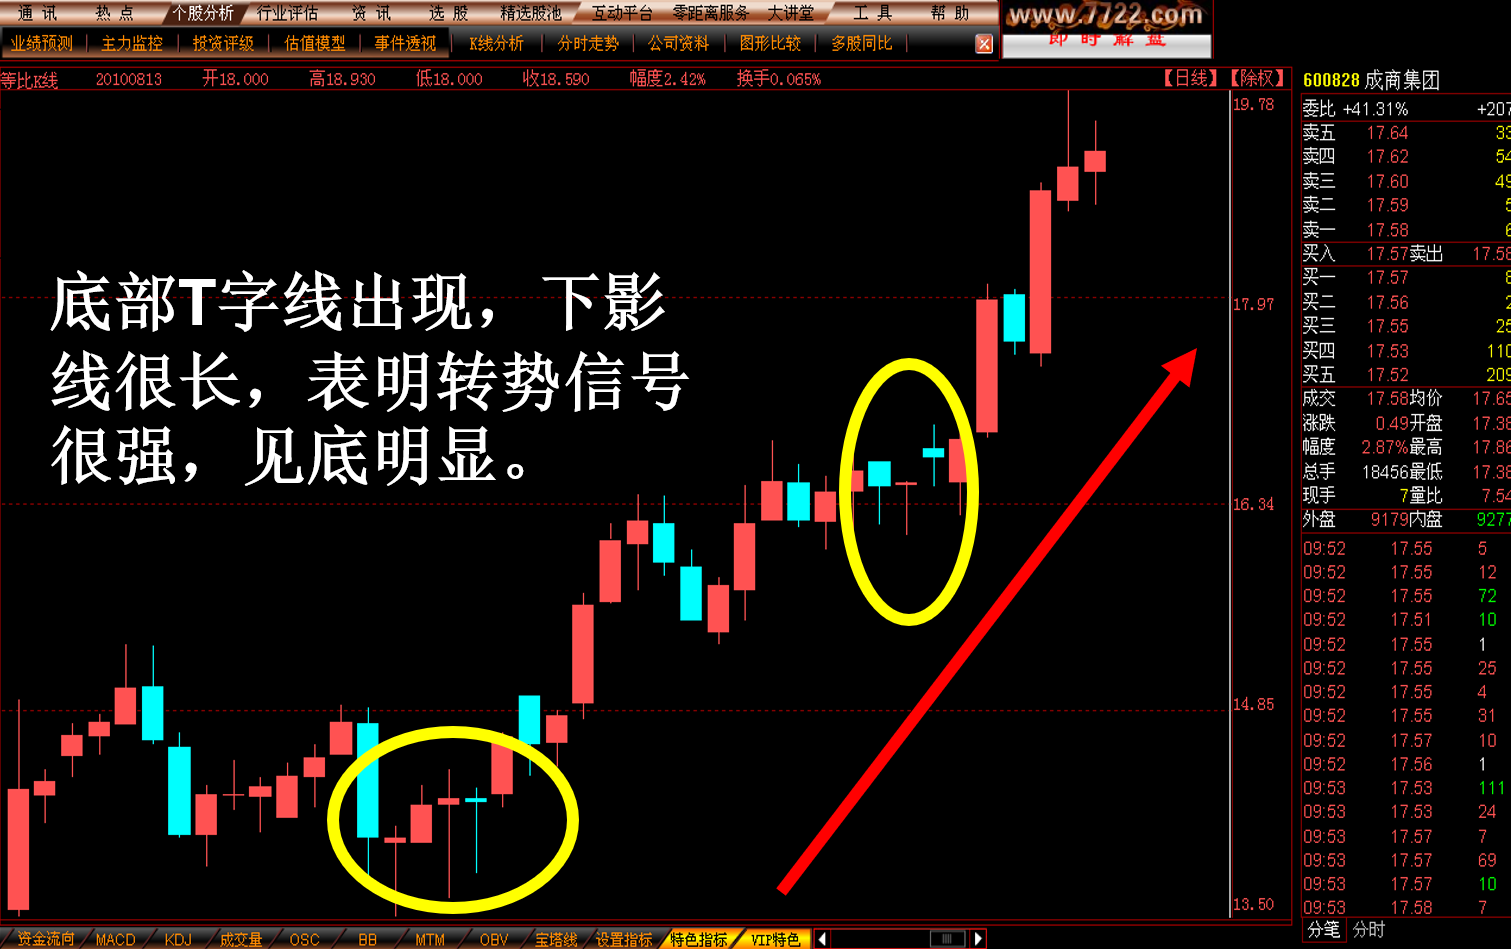 通 讯 热 点 个股分析 行业评估 资 讯 选 股 精选股池 互动平台 零距离服务 大讲堂 工 具 帮 助
www.7722.com
即 时 解 盘
业绩预测 主力监控 投资评级 估值模型 事件透视 K线分析 分时走势 公司资料 图形比较 多股同比
等比K线 20100813 开18.000 高18.930 低18.000 收18.590 幅度2.42% 换手0.065% 【日线】【除权】
600828 成商集团
19.78
17.97
16.34
14.85
13.50
底部T字线出现，下影
线很长，表明转势信号
很强，见底明显。
委比 +41.31% +207
卖五 17.64 33
卖四 17.62 54
卖三 17.60 49
卖二 17.59 5
卖一 17.58 6
买入 17.57 卖出 17.58
买一 17.57 8
买二 17.56 2
买三 17.55 25
买四 17.53 110
买五 17.52 209
成交 17.58 均价 17.65
涨跌 0.49 开盘 17.38
幅度 2.87% 最高 17.86
总手 18456 最低 17.38
现手 7 量比 7.54
外盘 9179 内盘 9277
09:52 17.55 5
09:52 17.55 12
09:52 17.55 72
09:52 17.51 10
09:52 17.55 1
09:52 17.55 25
09:52 17.55 4
09:52 17.55 31
09:52 17.57 10
09:52 17.56 1
09:53 17.53 111
09:53 17.53 24
09:53 17.57 7
09:53 17.57 69
09:53 17.57 10
09:53 17.58 7
分笔 分时
资金流向 MACD KDJ 成交量 OSC BB MTM OBV 宝塔线 设置指标 特色指标 VIP特色